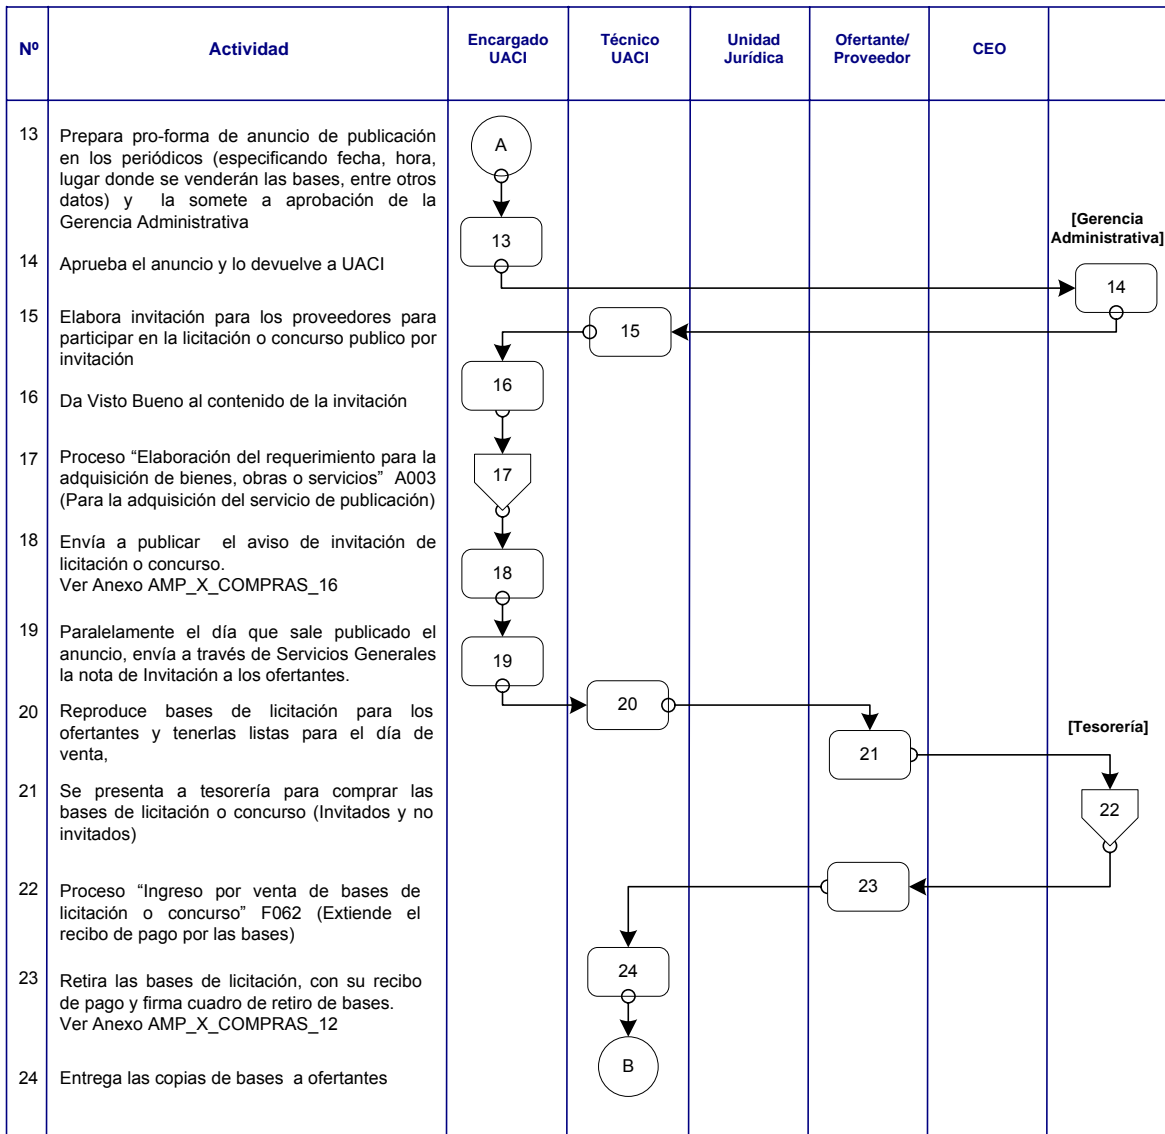 Nº
Actividad
Encargado
UACI
Técnico
UACI
Unidad
Jurídica
Ofertante/
Proveedor
CEO
13
Prepara pro-forma de anuncio de publicación
en los periódicos (especificando fecha, hora,
lugar donde se venderán las bases, entre otros
datos) y la somete a aprobación de la
Gerencia Administrativa
14
Aprueba el anuncio y lo devuelve a UACI
15
Elabora invitación para los proveedores para
participar en la licitación o concurso publico por
invitación
16
Da Visto Bueno al contenido de la invitación
17
Proceso “Elaboración del requerimiento para la
adquisición de bienes, obras o servicios” A003
(Para la adquisición del servicio de publicación)
18
Envía a publicar el aviso de invitación de
licitación o concurso.
Ver Anexo AMP_X_COMPRAS_16
19
Paralelamente el día que sale publicado el
anuncio, envía a través de Servicios Generales
la nota de Invitación a los ofertantes.
20
Reproduce bases de licitación para los
ofertantes y tenerlas listas para el día de
venta,
21
Se presenta a tesorería para comprar las
bases de licitación o concurso (Invitados y no
invitados)
22
Proceso “Ingreso por venta de bases de
licitación o concurso” F062 (Extiende el
recibo de pago por las bases)
23
Retira las bases de licitación, con su recibo
de pago y firma cuadro de retiro de bases.
Ver Anexo AMP_X_COMPRAS_12
24
Entrega las copias de bases a ofertantes
A
13
[Gerencia
Administrativa]
14
15
16
17
18
19
20
21
[Tesorería]
22
23
24
B